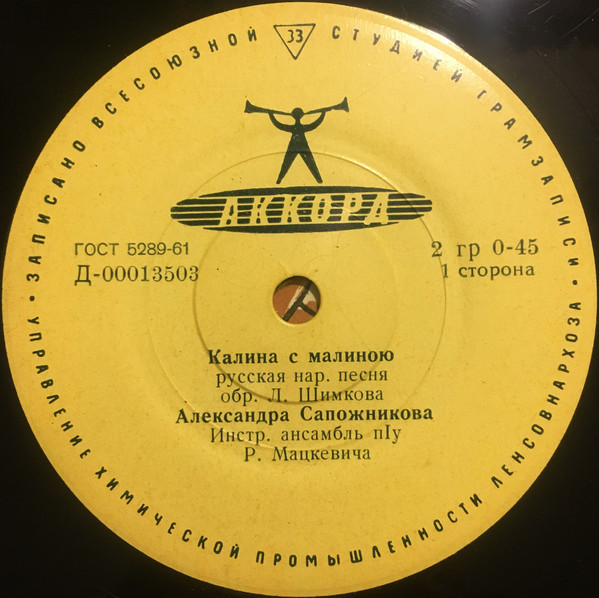 ЗАПИСАНО ВСЕСОЮЗНОЙ 33 СТУДИЕЙ ГРАМЗАПИСИ
АККОРД
ГОСТ 5289-61
Д-00013503
2 гр 0-45
1 сторона
Калина с малиною
русская нар. песня
обр. Л. Шимкова
Александра Сапожникова
Инстр. ансамбль пIу
Р. Мацкевича
• УПРАВЛЕНИЕ ХИМИЧЕСКОЙ ПРОМЫШЛЕННОСТИ ЛЕНСОВНАРХОЗА •